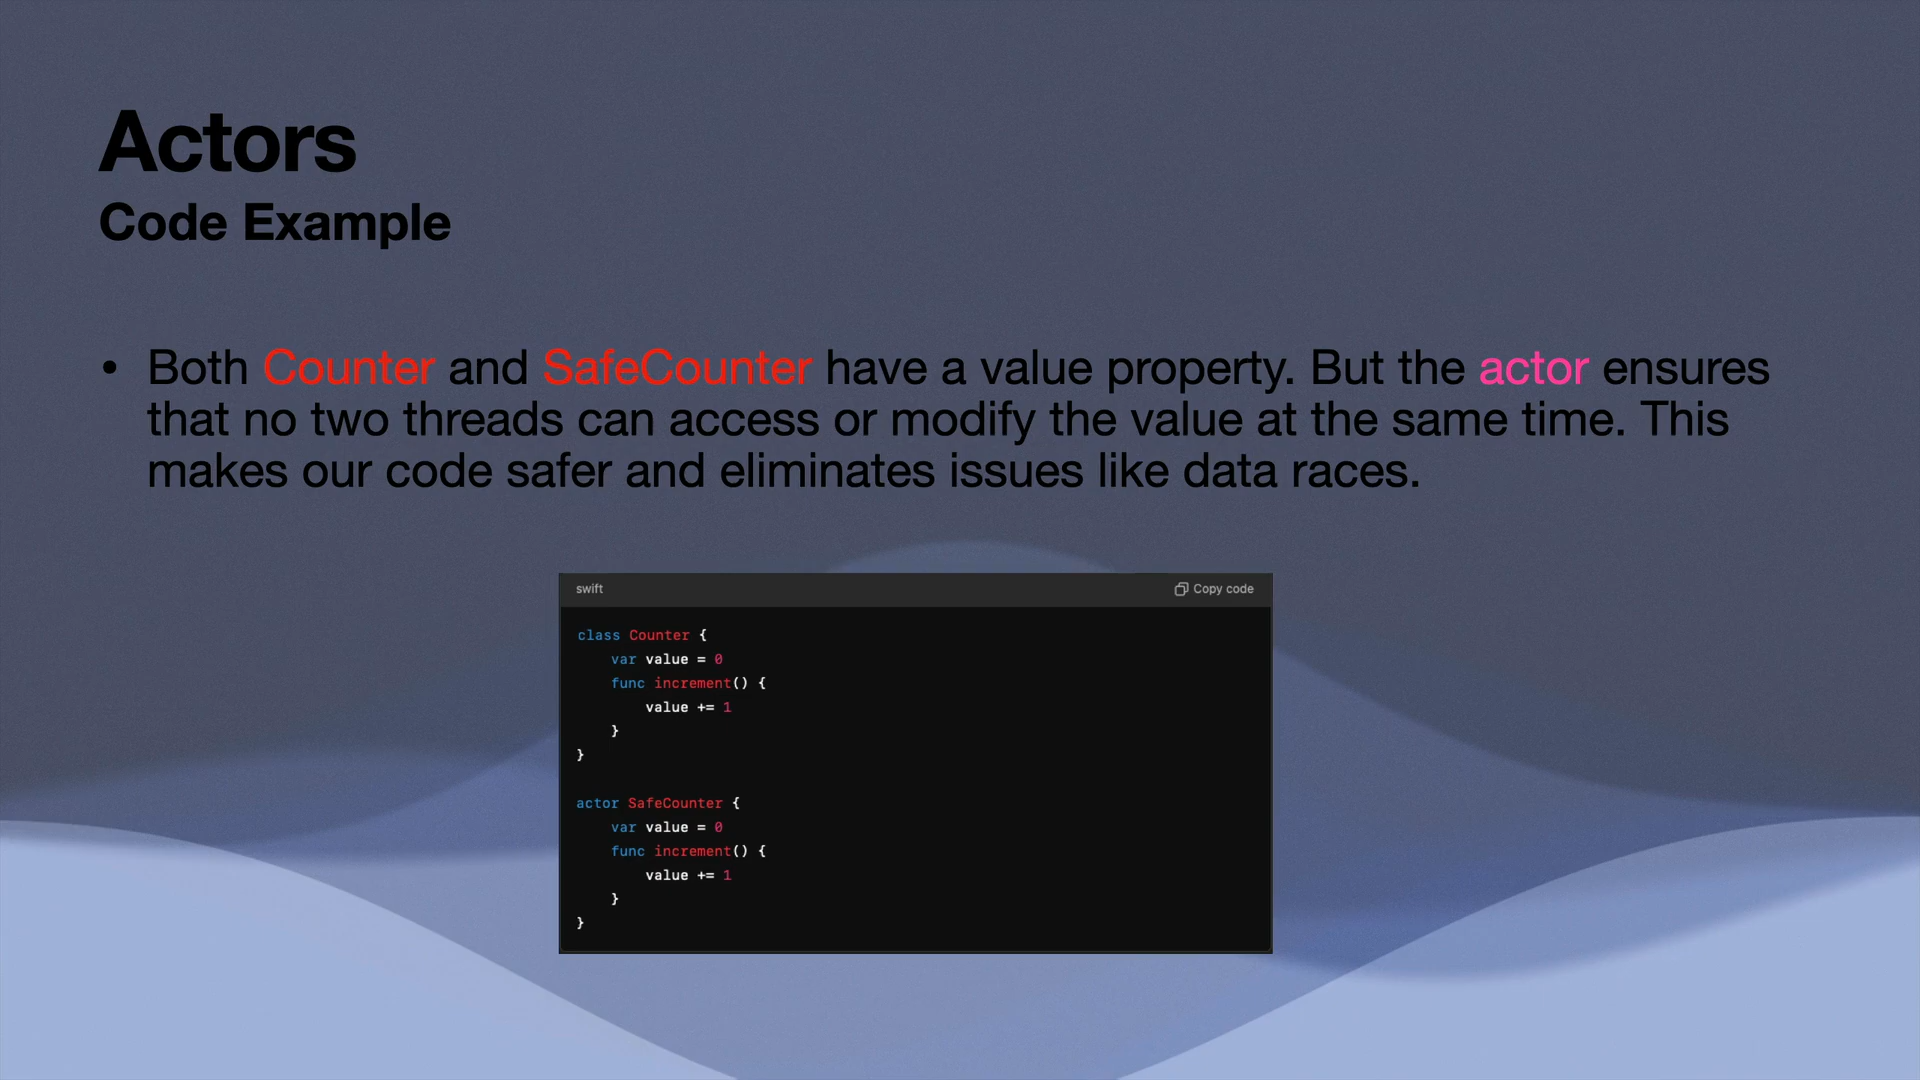 Actors
Code Example
• Both Counter and SafeCounter have a value property. But the actor ensures
that no two threads can access or modify the value at the same time. This
makes our code safer and eliminates issues like data races.
swift
Copy code
class Counter {
    var value = 0
    func increment() {
        value += 1
    }
}
actor SafeCounter {
    var value = 0
    func increment() {
        value += 1
    }
}